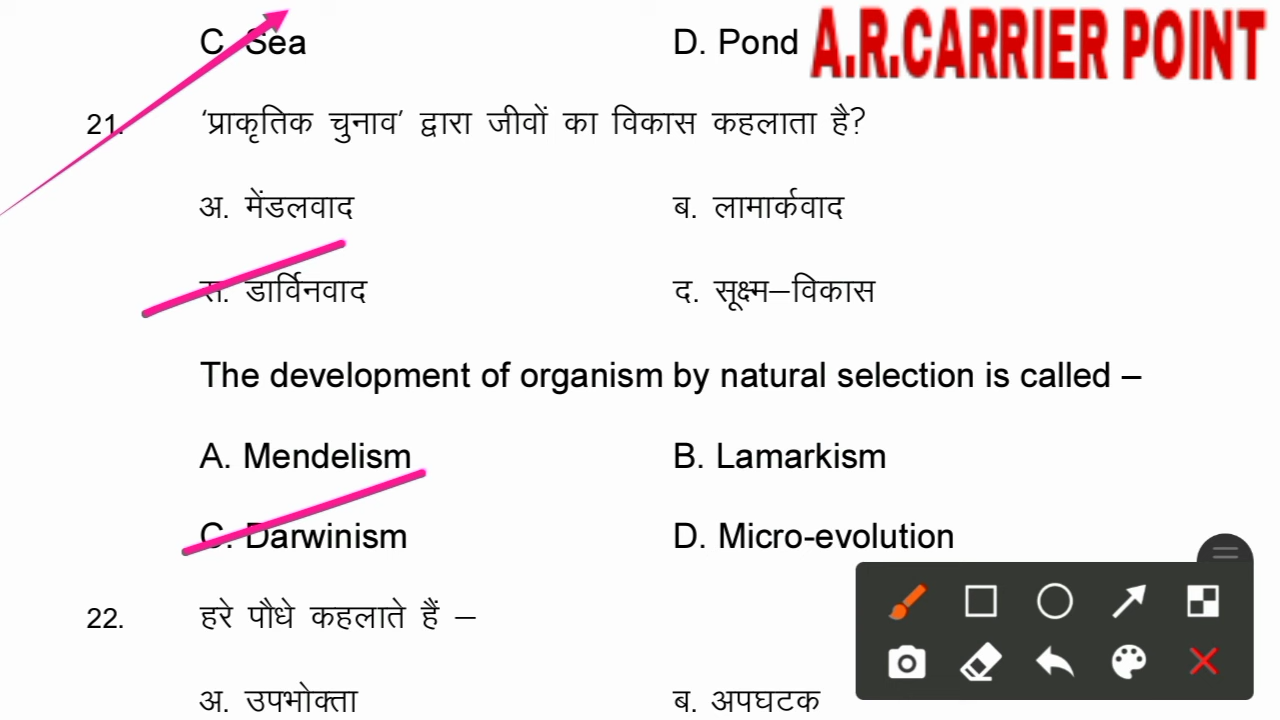 C. Sea D. Pond A.R.CARRIER POINT
21. ‘प्राकृतिक चुनाव’ द्वारा जीवों का विकास कहलाता है?
अ. मेंडलवाद ब. लामार्कवाद
स. डार्विनवाद द. सूक्ष्म–विकास
The development of organism by natural selection is called –
A. Mendelism B. Lamarkism
C. Darwinism D. Micro-evolution
22. हरे पौधे कहलाते हैं –
अ. उपभोक्ता ब. अपघटक